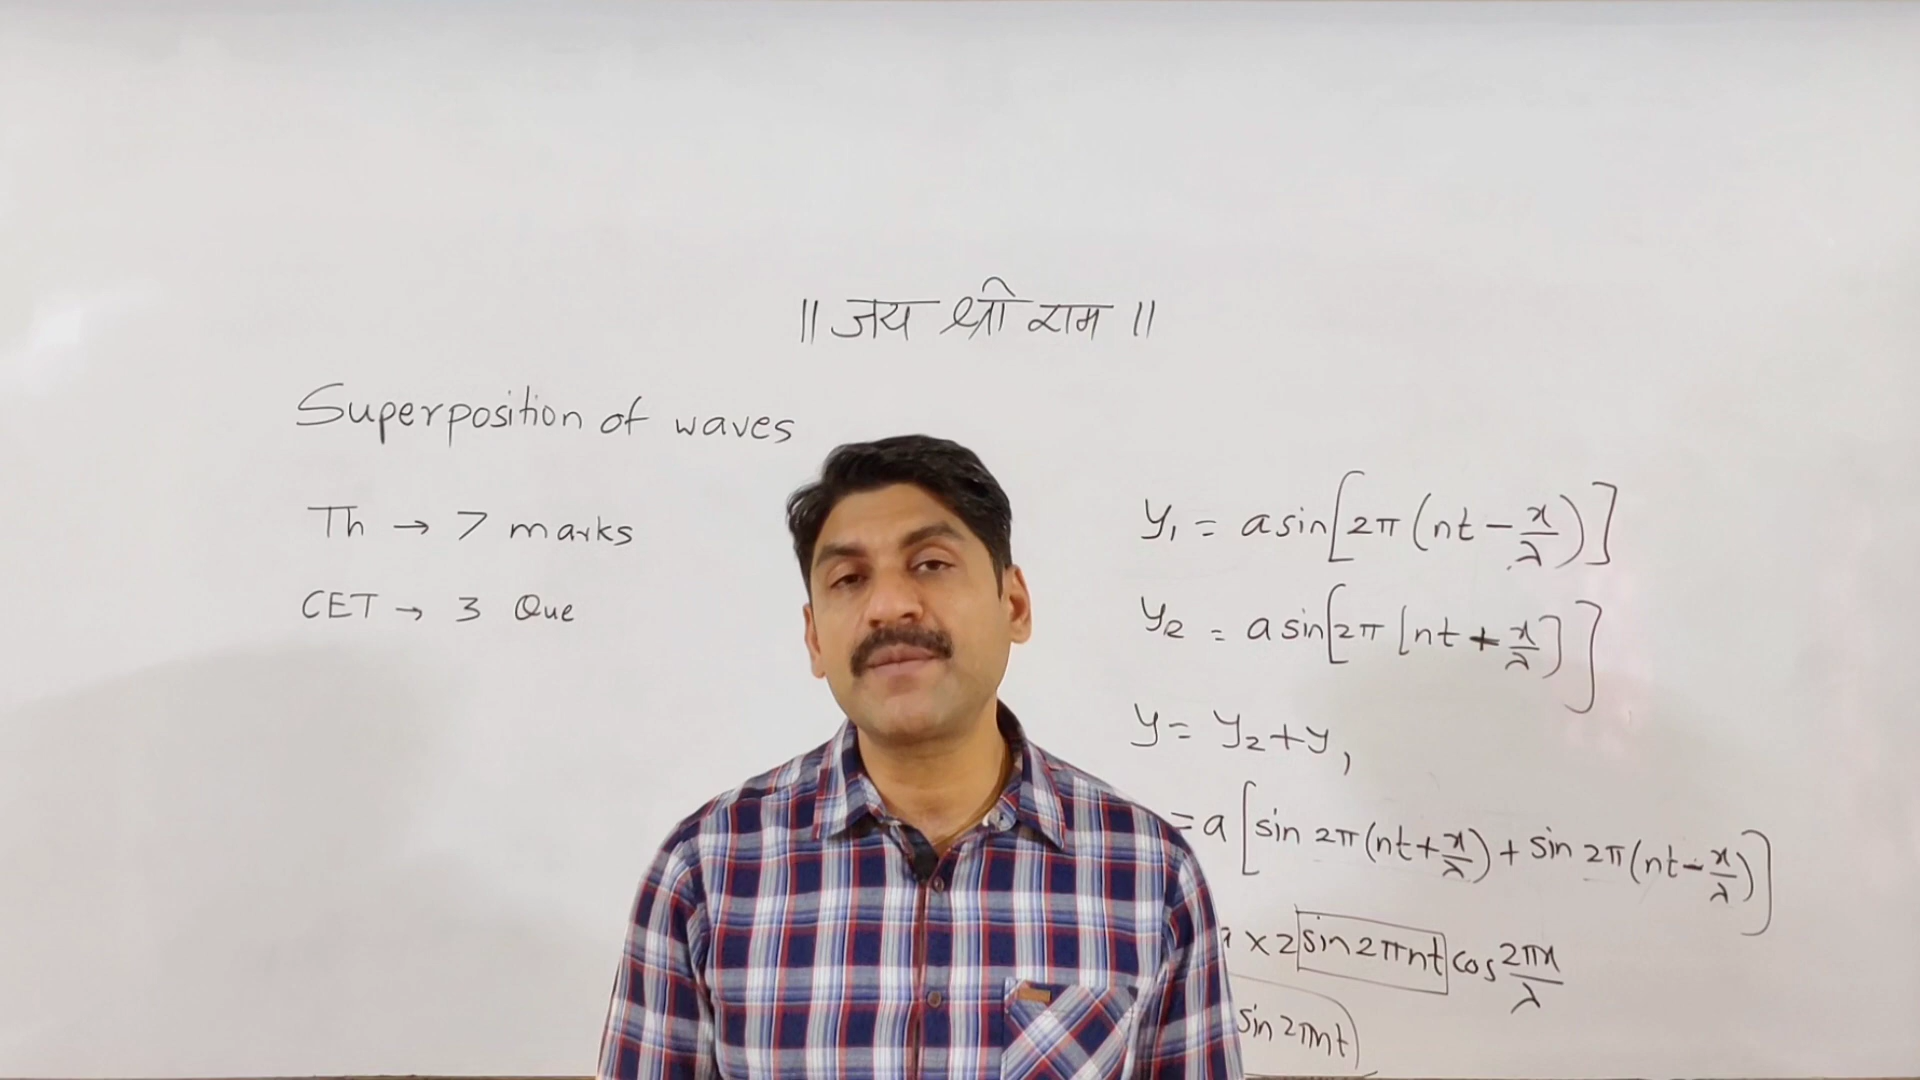 || जय श्री राम ||
Superposition of waves
Th → 7 marks
CET → 3 Que
y₁ = a sin[2π(nt - x/λ)]
y₂ = a sin[2π[nt + x/λ]]
y = y₂ + y₁
= a [sin 2π(nt + x/λ) + sin 2π(nt - x/λ)]
× 2 sin 2πnt cos 2πx/λ
sin 2πnt)